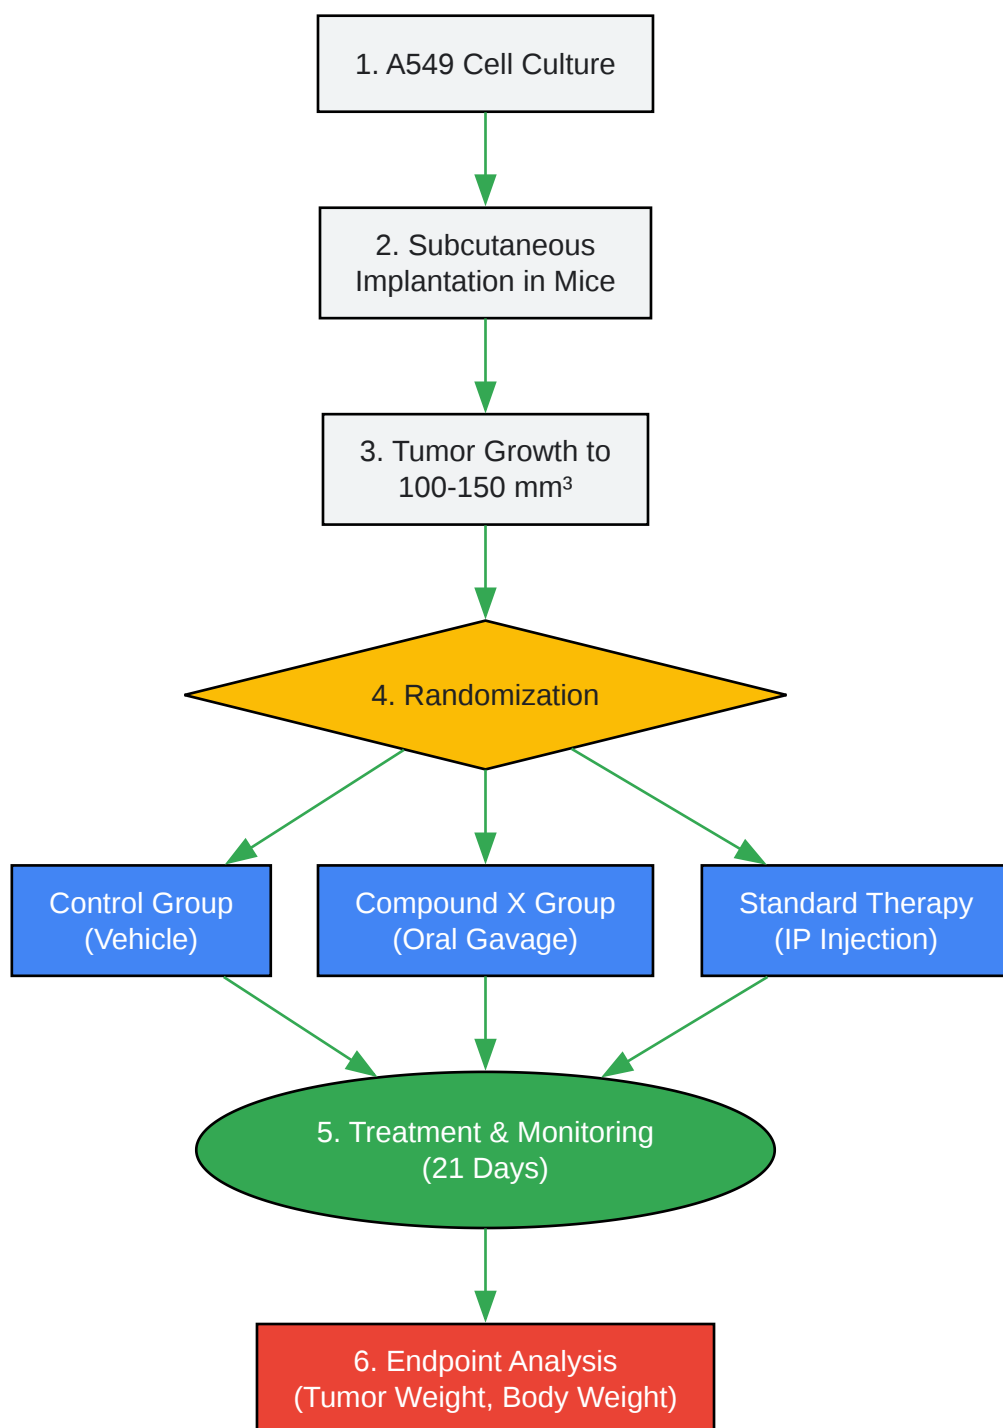 1. A549 Cell Culture
2. Subcutaneous
Implantation in Mice
3. Tumor Growth to
100-150 mm³
4. Randomization
Control Group
(Vehicle)
Compound X Group
(Oral Gavage)
Standard Therapy
(IP Injection)
5. Treatment & Monitoring
(21 Days)
6. Endpoint Analysis
(Tumor Weight, Body Weight)